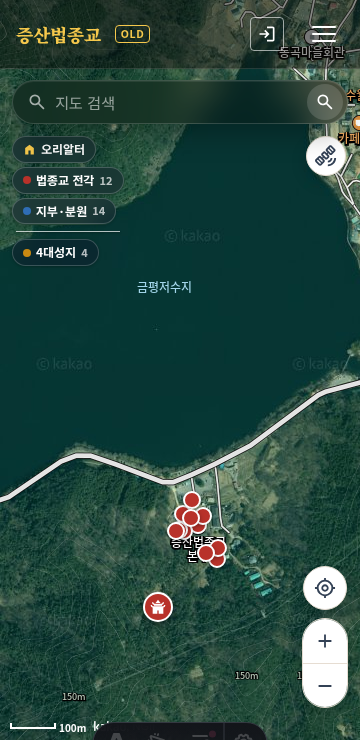 증산법종교 OLD
동곡마을회관
지도 검색
오리알터
법종교 전각 12
지부·분원 14
4대성지 4
© kakao
금평저수지
© kakao
© kakao
증산법종교
본
150m
150m
100m